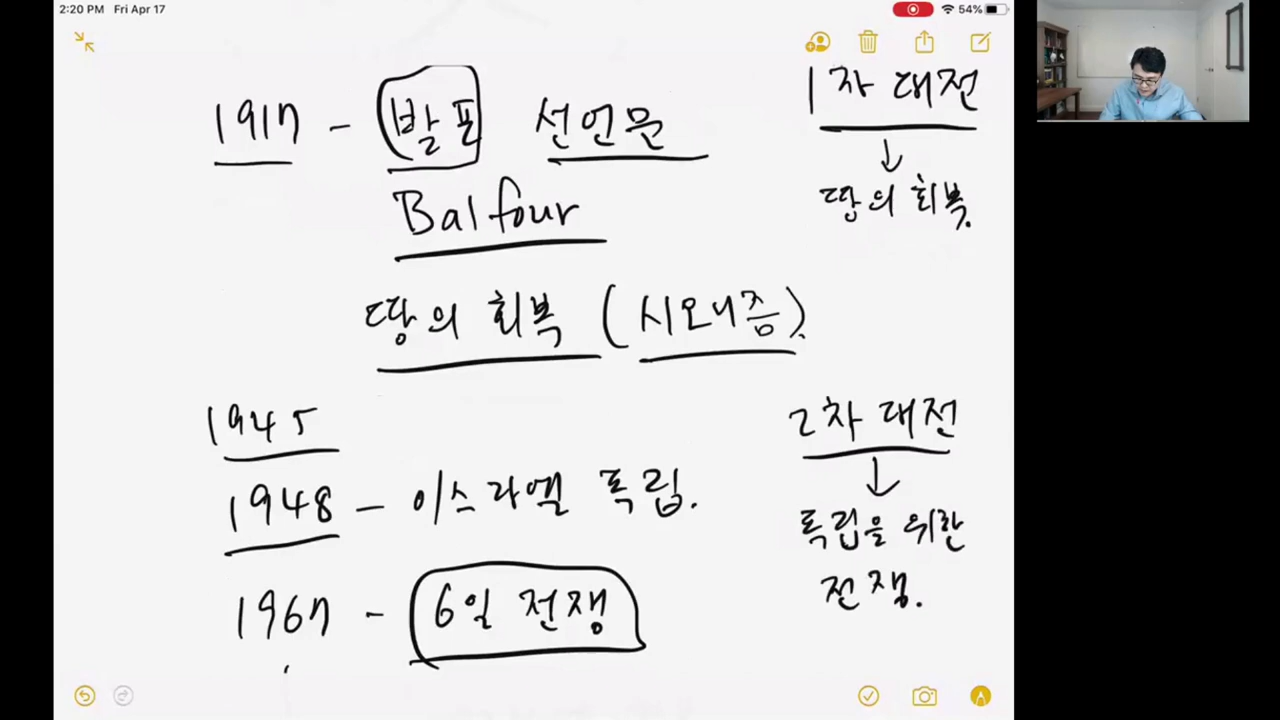 2:20 PM Fri Apr 17
54%
1917 - 발포 선언문
Balfour
땅의 회복 (시오니즘).
1945
1948 - 이스라엘 독립.
1967 - 6일 전쟁
1차 대전
땅의 회복.
2차 대전
독립을 위한
전쟁.